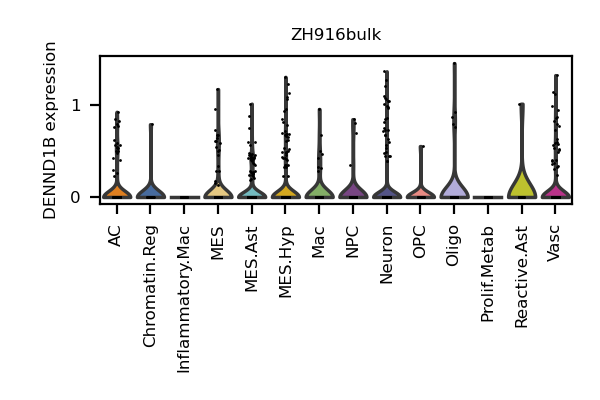 ZH916bulk
DENND1B expression
1
0
AC
Chromatin.Reg
Inflammatory.Mac
MES
MES.Ast
MES.Hyp
Mac
NPC
Neuron
OPC
Oligo
Prolif.Metab
Reactive.Ast
Vasc